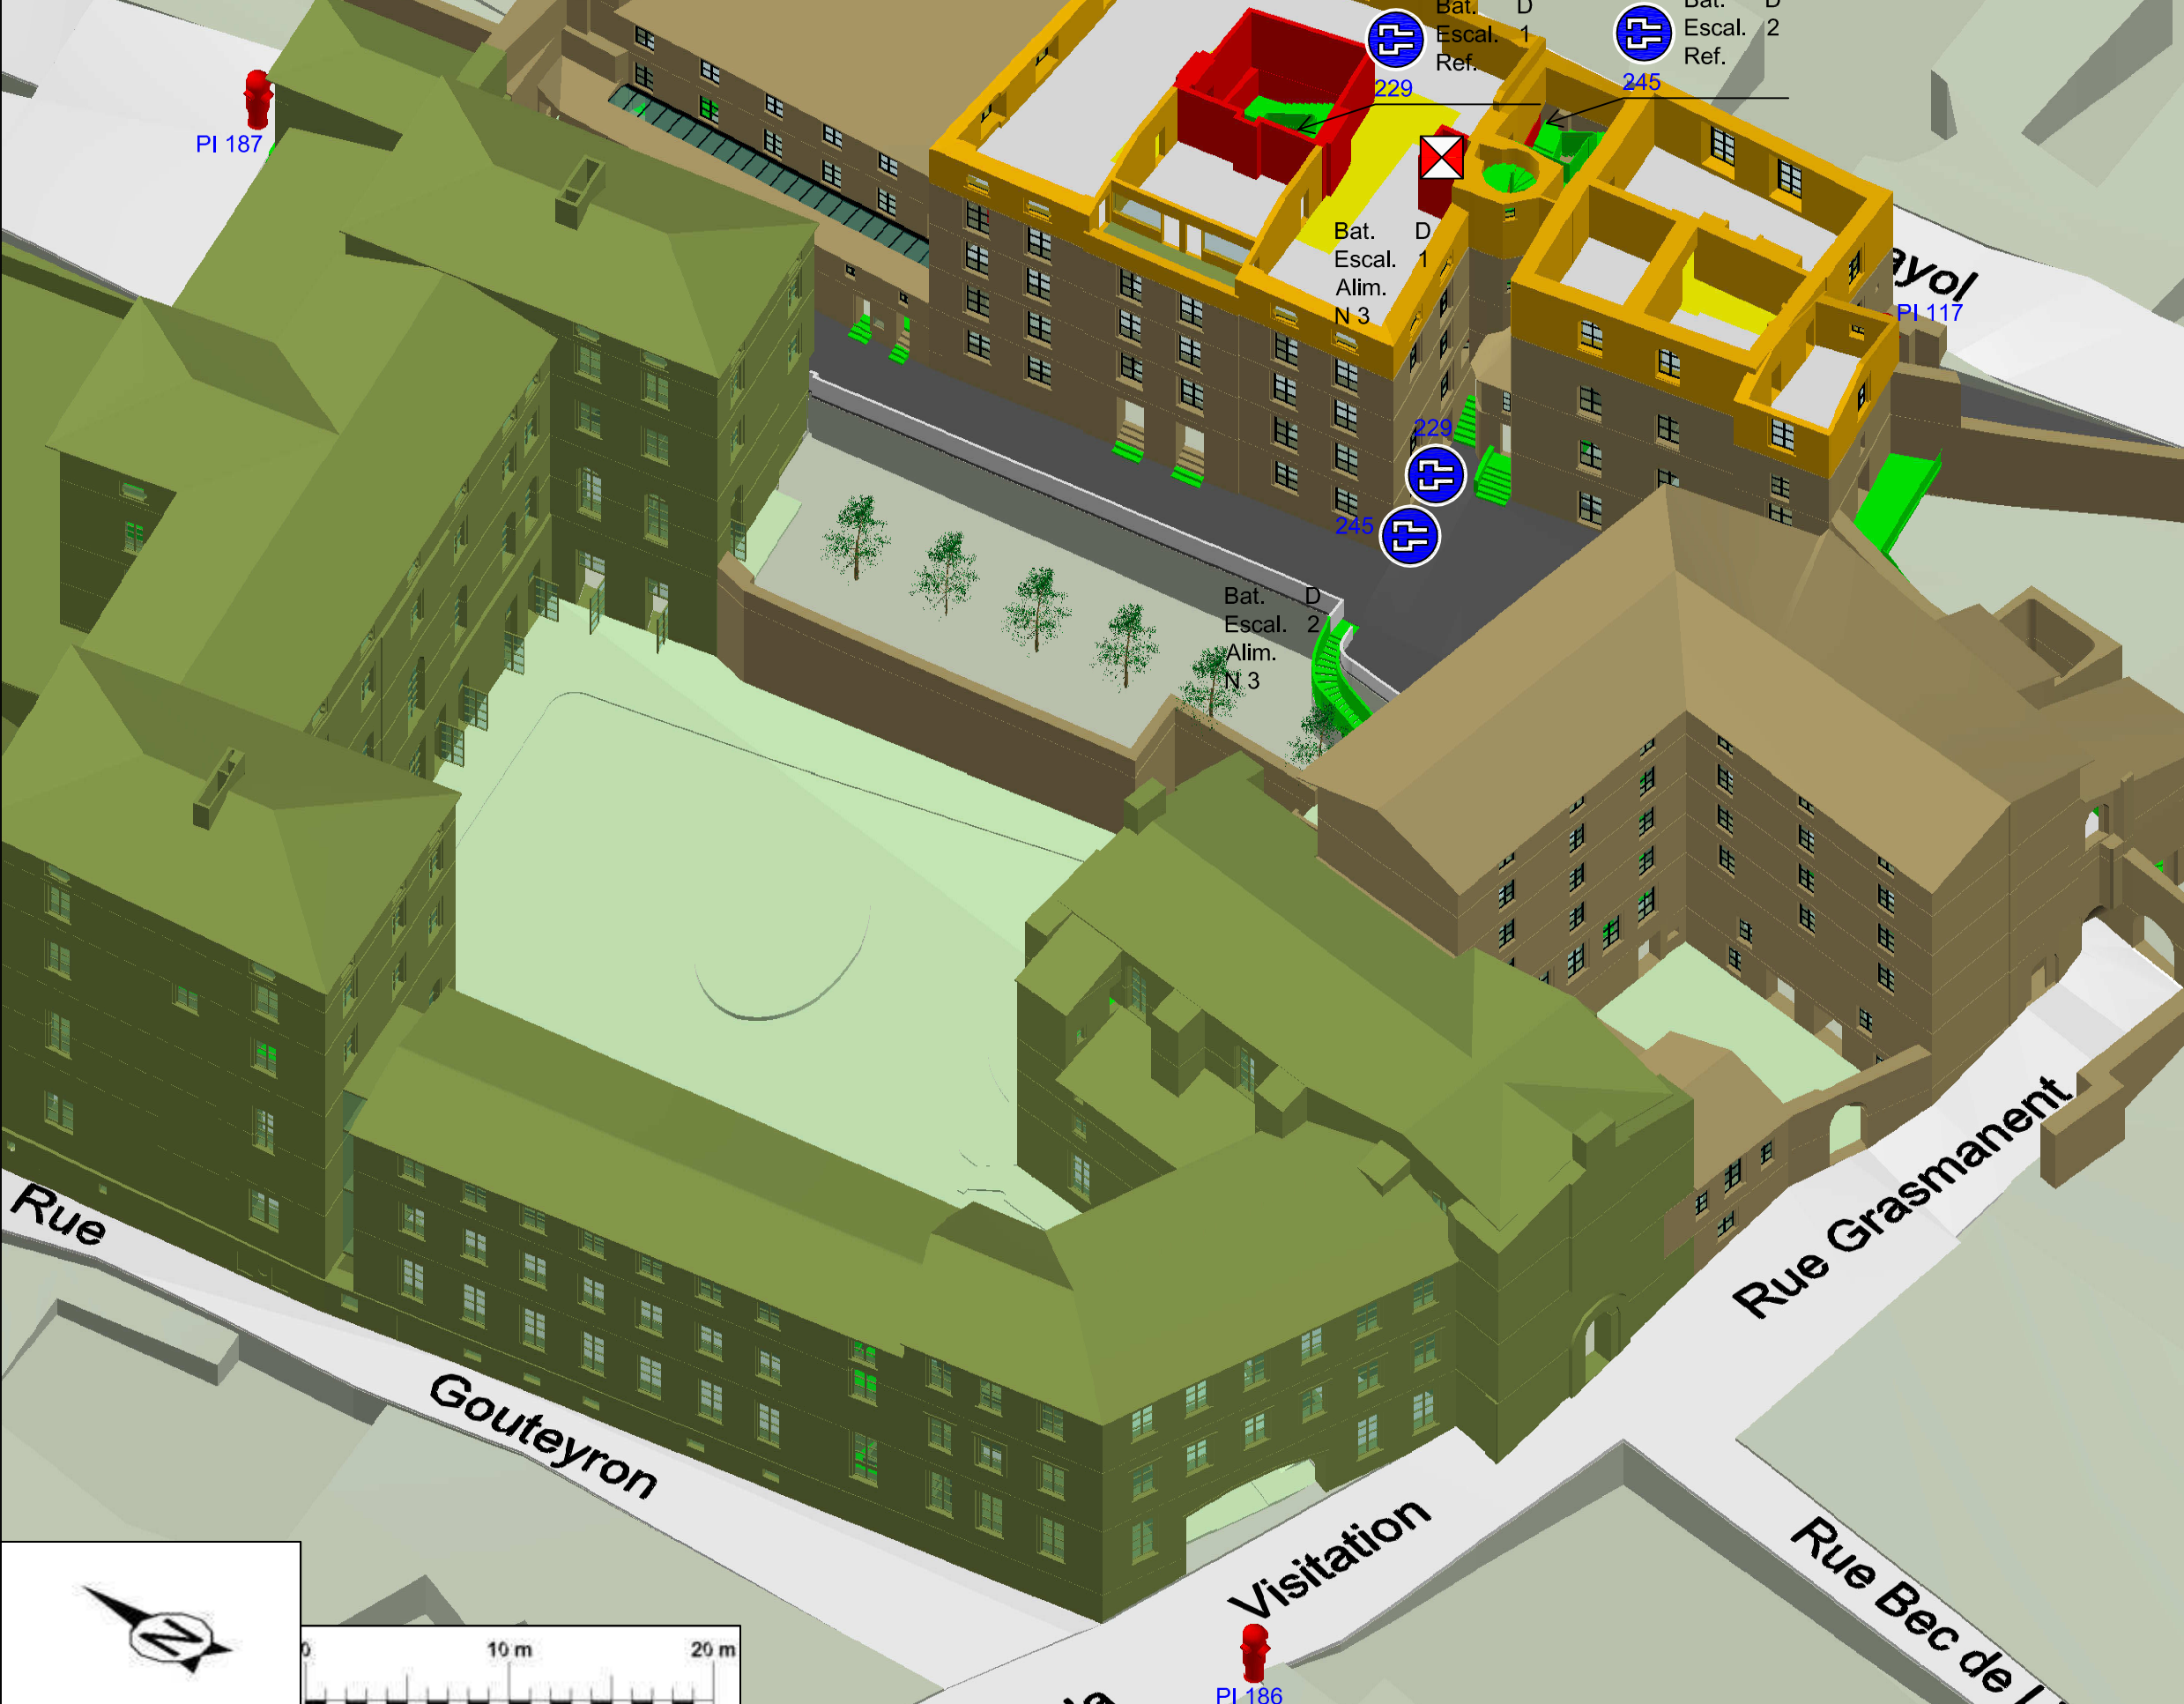 Bat. D
Escal. 1
Ref.
229
Bat. D
Escal. 2
Ref.
245
PI 187
Bat. D
Escal. 1
Alim.
N 3
PI 117
229
245
Bat. D
Escal. 2
Alim.
N 3
Rue Grasmanent
Rue
Gouteyron
Visitation
Rue Bec de
N
0 10 m 20 m
PI 186